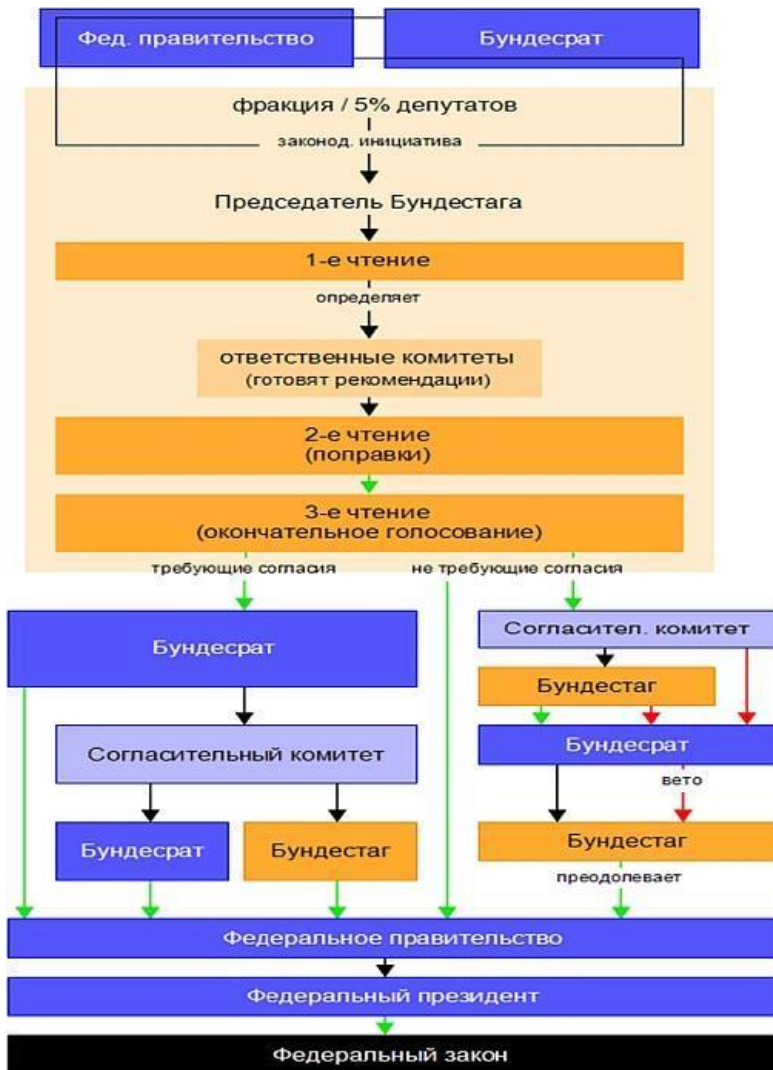 Фед. правительство
Бундесрат
фракция / 5% депутатов
законод. инициатива
Председатель Бундестага
1-е чтение
определяет
ответственные комитеты
(готовят рекомендации)
2-е чтение
(поправки)
3-е чтение
(окончательное голосование)
требующие согласия
не требующие согласия
Бундесрат
Согласител. комитет
Бундестаг
Бундесрат
Согласительный комитет
вето
Бундесрат
Бундестаг
Бундестаг
преодолевает
Федеральное правительство
Федеральный президент
Федеральный закон